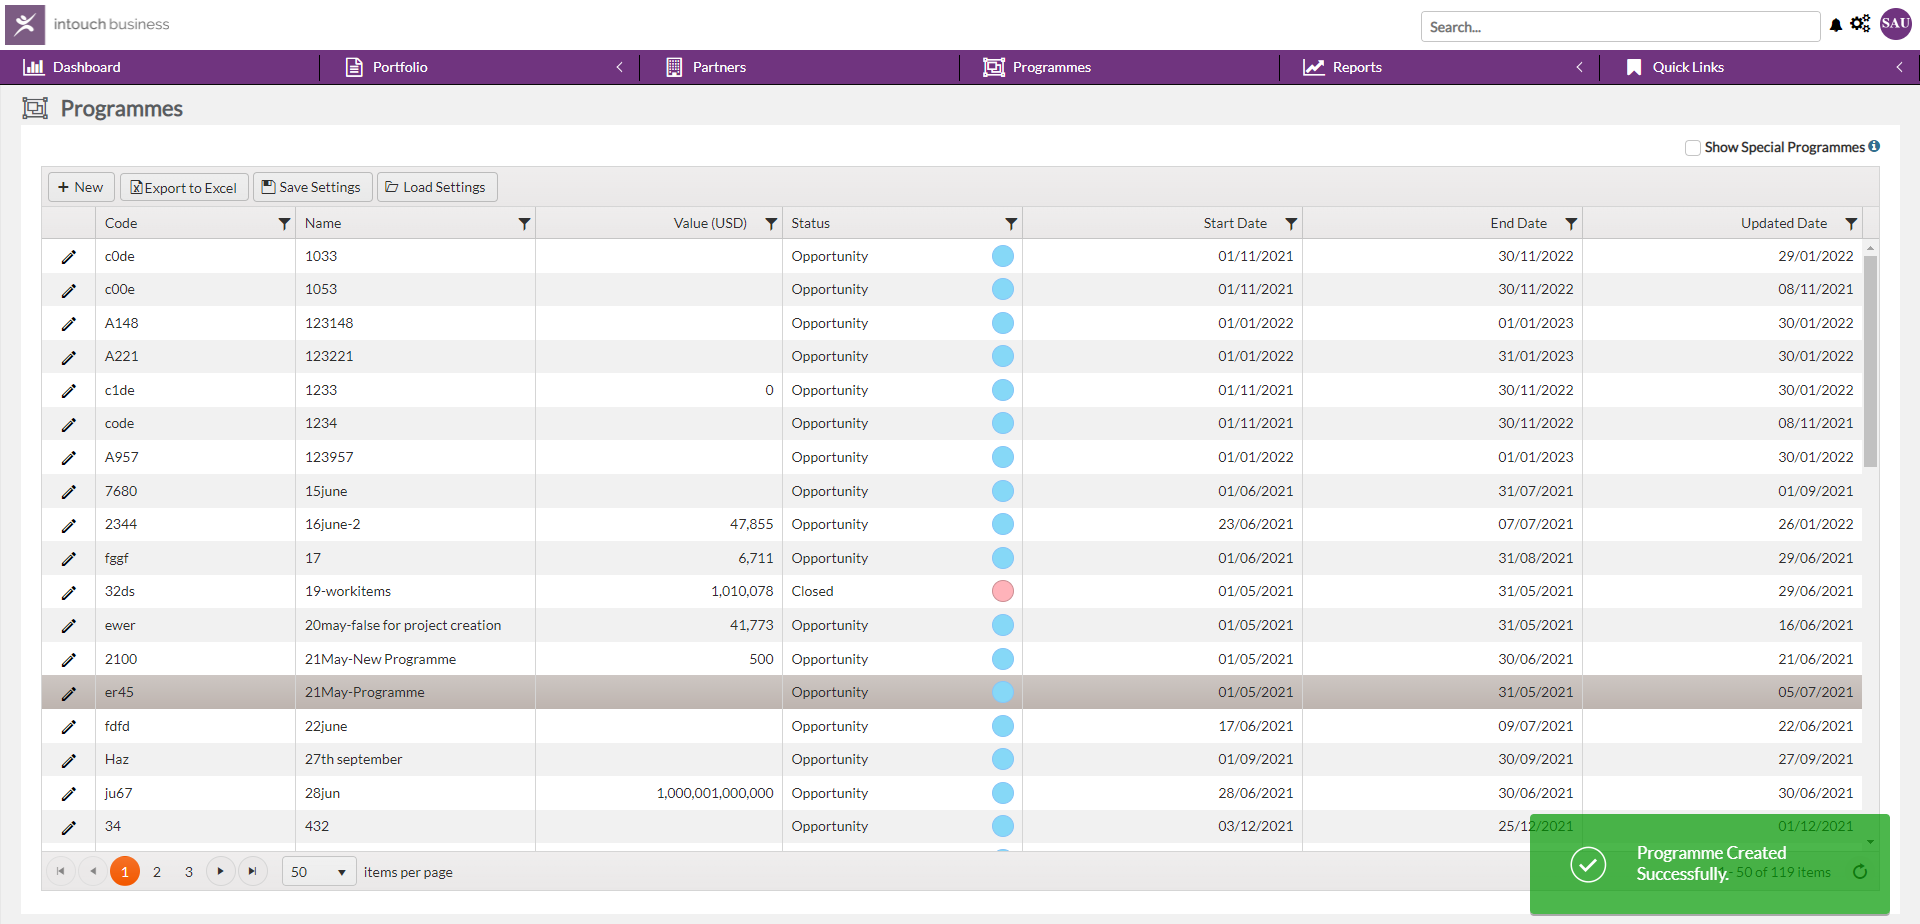 intouch business
Search...
SAU
Dashboard Portfolio Partners Programmes Reports Quick Links
Programmes
Show Special Programmes
+ New Export to Excel Save Settings Load Settings
Code Name Value (USD) Status Start Date End Date Updated Date
c0de 1033 Opportunity 01/11/2021 30/11/2022 29/01/2022
c00e 1053 Opportunity 01/11/2021 30/11/2022 08/11/2021
A148 123148 Opportunity 01/01/2022 01/01/2023 30/01/2022
A221 123221 Opportunity 01/01/2022 31/01/2023 30/01/2022
c1de 1233 0 Opportunity 01/11/2021 30/11/2022 30/01/2022
code 1234 Opportunity 01/11/2021 30/11/2022 08/11/2021
A957 123957 Opportunity 01/01/2022 01/01/2023 30/01/2022
7680 15june Opportunity 01/06/2021 31/07/2021 01/09/2021
2344 16june-2 47,855 Opportunity 23/06/2021 07/07/2021 26/01/2022
fggf 17 6,711 Opportunity 01/06/2021 31/08/2021 29/06/2021
32ds 19-workitems 1,010,078 Closed 01/05/2021 31/05/2021 29/06/2021
ewer 20may-false for project creation 41,773 Opportunity 01/05/2021 31/05/2021 16/06/2021
2100 21May-New Programme 500 Opportunity 01/05/2021 30/06/2021 21/06/2021
er45 21May-Programme Opportunity 01/05/2021 31/05/2021 05/07/2021
fdfd 22june Opportunity 17/06/2021 09/07/2021 22/06/2021
Haz 27th september Opportunity 01/09/2021 30/09/2021 27/09/2021
ju67 28jun 1,000,001,000,000 Opportunity 28/06/2021 30/06/2021 30/06/2021
34 432 Opportunity 03/12/2021 25/12/2021 01/12/2021
1 2 3 50 items per page
Programme Created
Successfully.
- 50 of 119 items